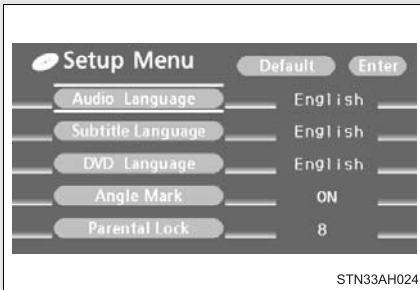 Setup Menu Default Enter
Audio Language English
Subtitle Language English
DVD Language English
Angle Mark ON
Parental Lock 8
STN33AH024